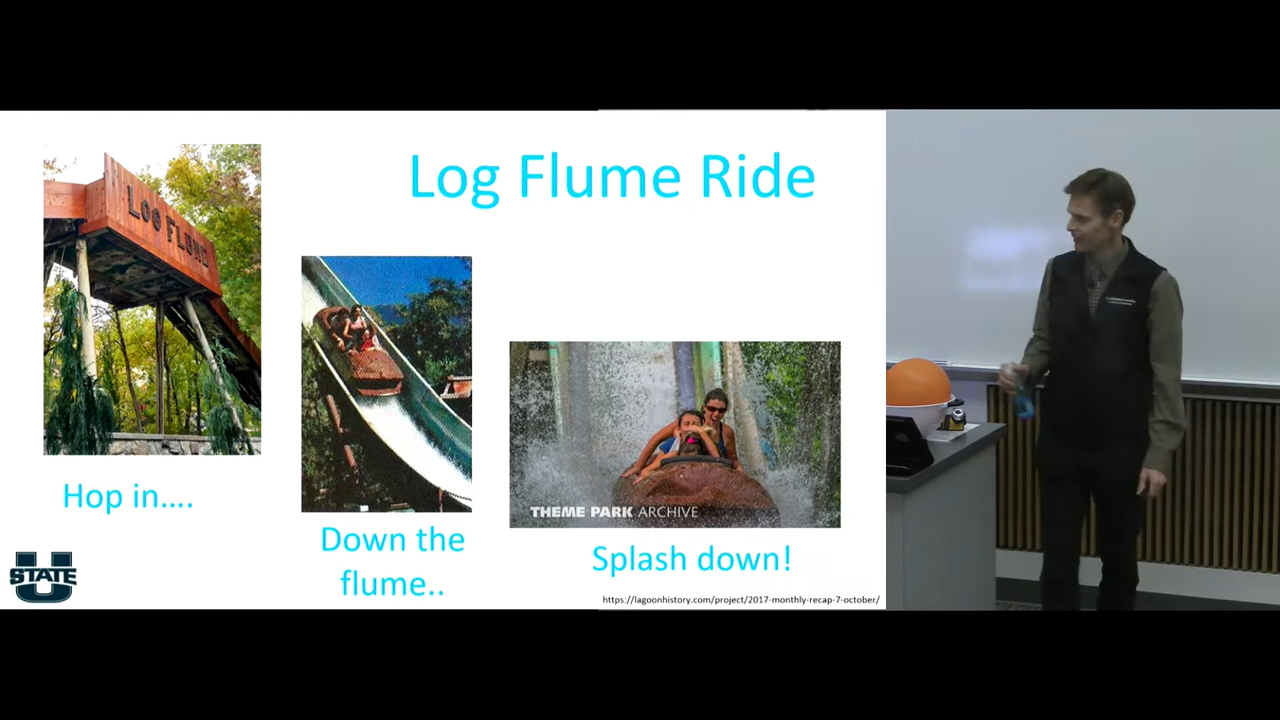 Log Flume Ride
LOG FLUME
Hop in....
Down the
flume..
THEME PARK ARCHIVE
Splash down!
U
STATE
https://lagoonhistory.com/project/2017-monthly-recap-7-october/